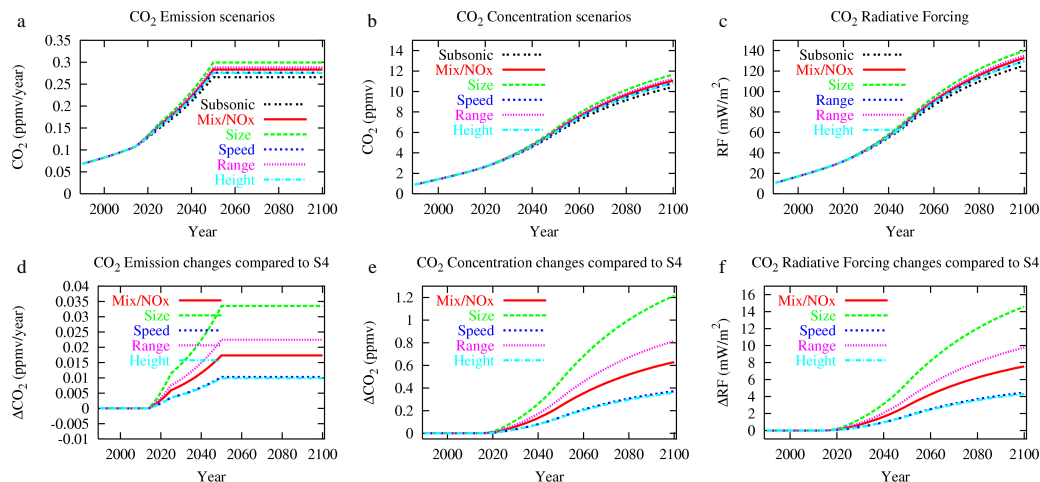 a
CO2 Emission scenarios
CO2 (ppmv/year)
0.35
0.3
0.25
0.2
0.15
0.1
0.05
0
Subsonic
Mix/NOx
Size
Speed
Range
Height
2000 2020 2040 2060 2080 2100
Year
b
CO2 Concentration scenarios
CO2 (ppmv)
14
12
10
8
6
4
2
0
Subsonic
Mix/NOx
Size
Speed
Range
Height
2000 2020 2040 2060 2080 2100
Year
c
CO2 Radiative Forcing
RF (mW/m2)
140
120
100
80
60
40
20
0
Subsonic
Mix/NOx
Size
Range
Range
Height
2000 2020 2040 2060 2080 2100
Year
d
CO2 Emission changes compared to S4
ΔCO2/year)
0.04
0.035
0.03
0.025
0.02
0.015
0.01
0.005
0
-0.005
-0.01
Mix/NOx
Size
Speed
Range
Height
2000 2020 2040 2060 2080 2100
Year
e
CO2 Concentration changes compared to S4
ΔCO2 (ppmv)
1.2
1
0.8
0.6
0.4
0.2
0
Mix/NOx
Size
Speed
Range
Height
2000 2020 2040 2060 2080 2100
Year
f
CO2 Radiative Forcing changes compared to S4
ΔRF (mW/m2)
16
14
12
10
8
6
4
2
0
Mix/NOx
Size
Speed
Range
Height
2000 2020 2040 2060 2080 2100
Year